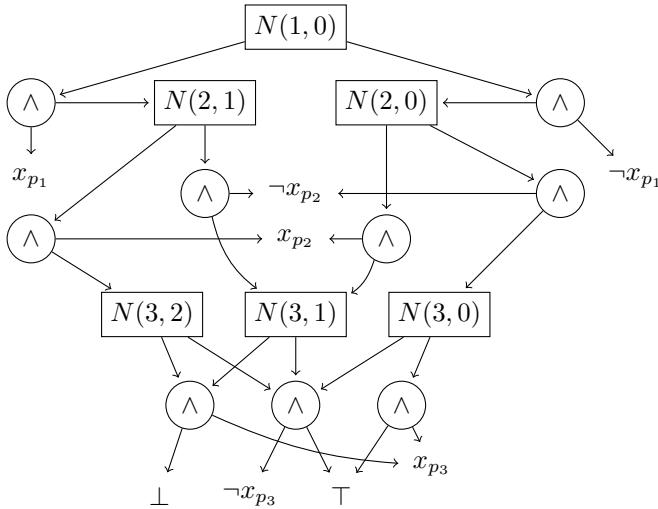 N(1, 0)
∧ N(2, 1) N(2, 0) ∧
x_{p_1} ¬x_{p_2} ¬x_{p_1}
∧ ∧
∧ x_{p_2} ∧
N(3, 2) N(3, 1) N(3, 0)
∧ ∧ ∧
x_{p_3}
⊥ ¬x_{p_3} ⊤